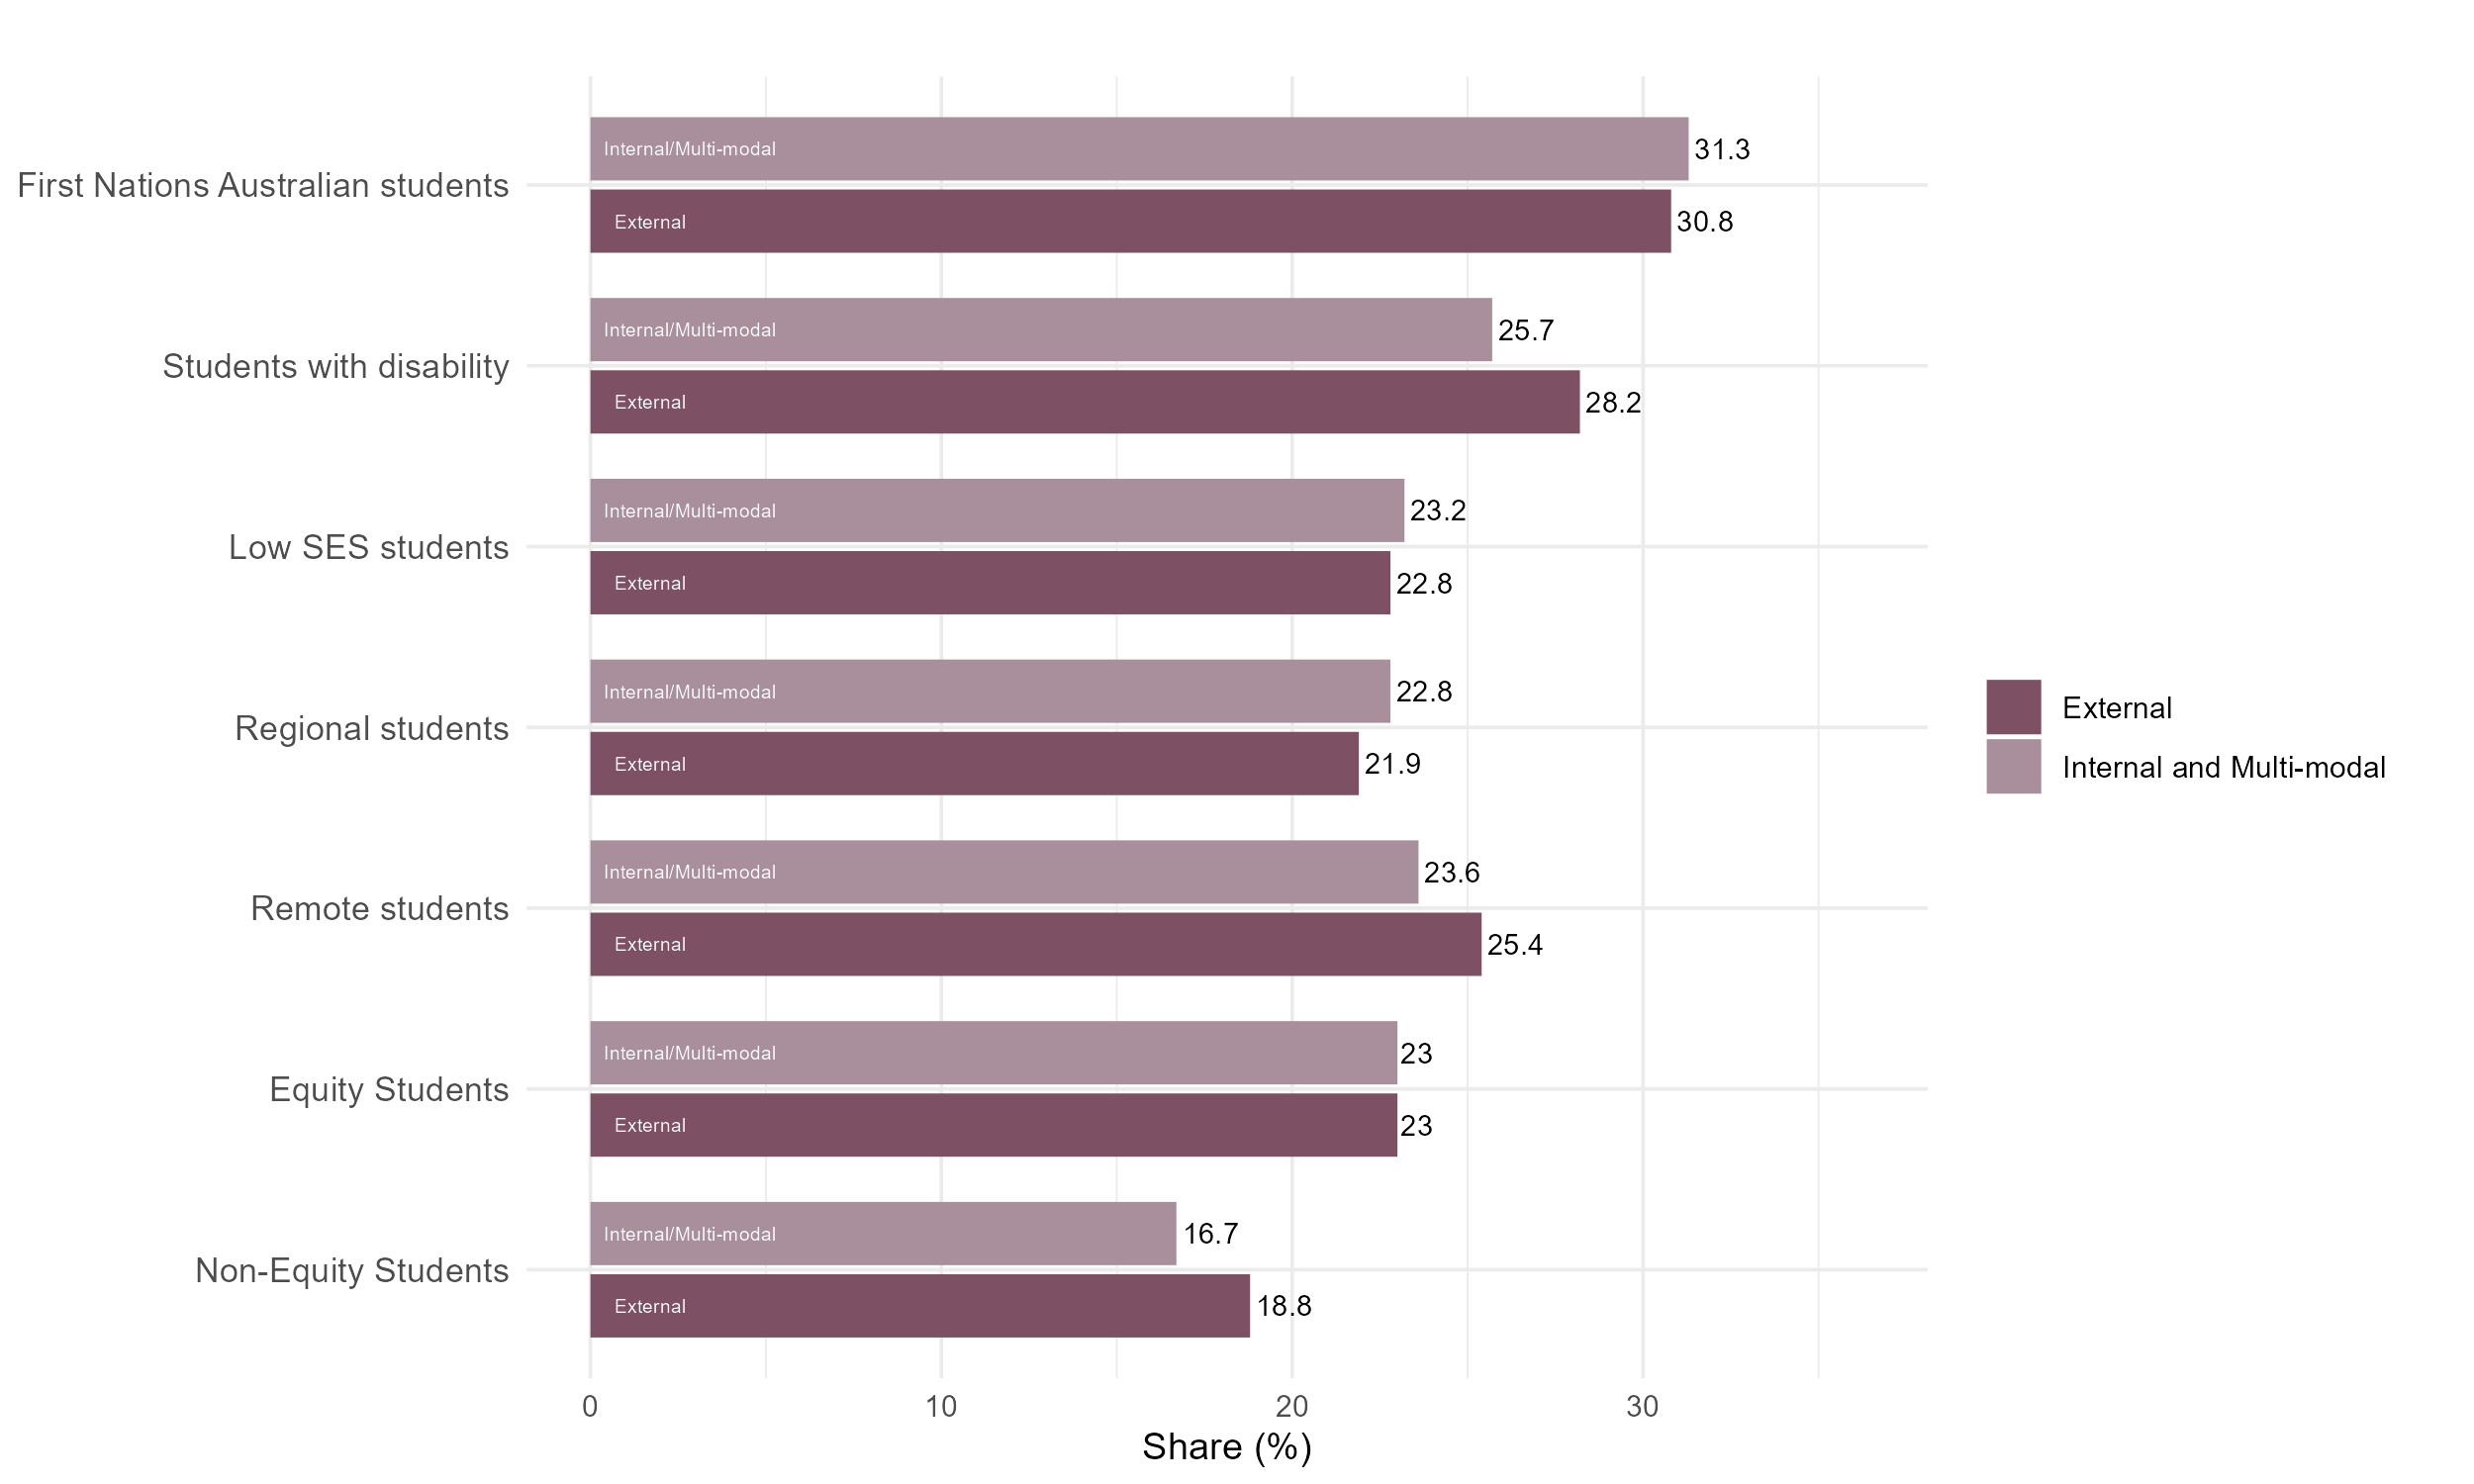 Internal/Multi-modal 31.3
First Nations Australian students
External 30.8
Internal/Multi-modal 25.7
Students with disability
External 28.2
Internal/Multi-modal 23.2
Low SES students
External 22.8
Internal/Multi-modal 22.8
Regional students
External 21.9
Internal/Multi-modal 23.6
Remote students
External 25.4
Internal/Multi-modal 23
Equity Students
External 23
Internal/Multi-modal 16.7
Non-Equity Students
External 18.8
0 10 20 30
Share (%)
External
Internal and Multi-modal